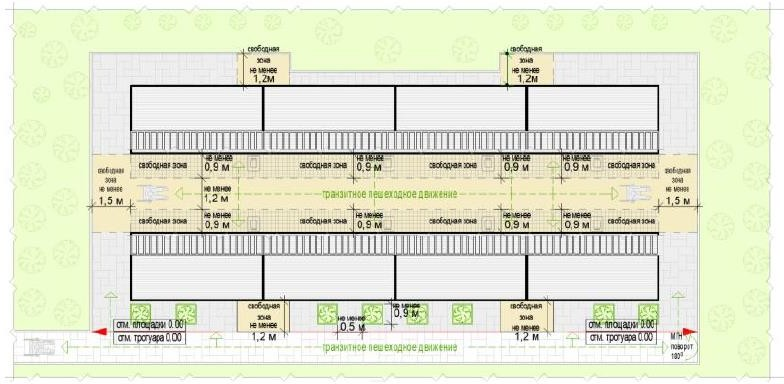 свободная
зона
не менее
1,2м
свободная
зона
не менее
1,2м
свободная зона
не менее
0,9 м
свободная зона
не менее
0,9 м
свободная зона
не менее
0,9 м
свободная зона
не менее
0,9 м
свободная
зона
не менее
1,5 м
не менее
1,2 м
транзитное пешеходное движение
свободная
зона
не менее
1,5 м
свободная зона
не менее
0,9 м
свободная зона
не менее
0,9 м
свободная зона
не менее
0,9 м
свободная зона
не менее
0,9 м
свободная
зона
не менее
1,2 м
не менее
0,5 м
не менее
0,9м
свободная
зона
не менее
1,2 м
отм. площадки 0.00
отм. тротуара 0.00
отм. площадки 0.00
отм. тротуара 0.00
транзитное пешеходное движение
МГН
поворот
180°